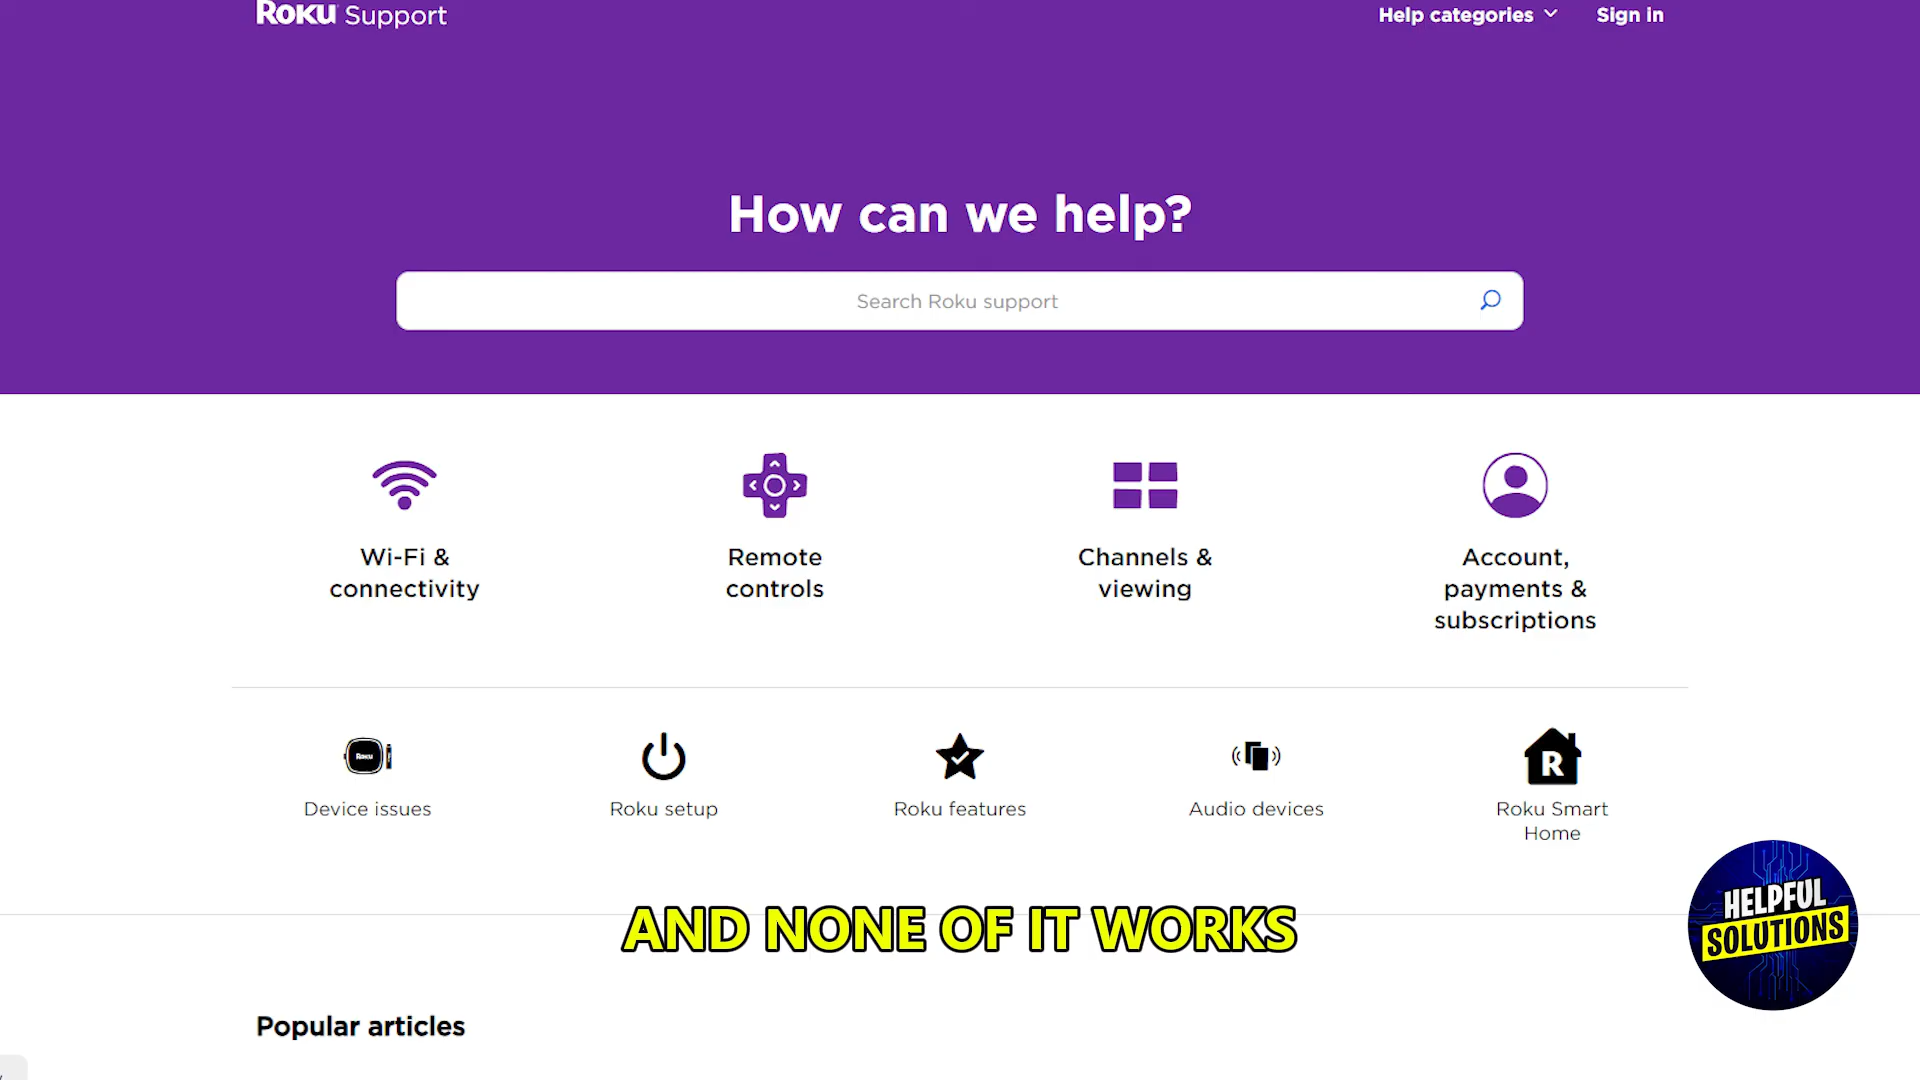 Roku Support
Help categories
Sign in
How can we help?
Search Roku support
Wi-Fi &
connectivity
Remote
controls
Channels &
viewing
Account,
payments &
subscriptions
Roku
R
Device issues
Roku setup
Roku features
Audio devices
Roku Smart
Home
HELPFUL
SOLUTIONS
AND NONE OF IT WORKS
Popular articles